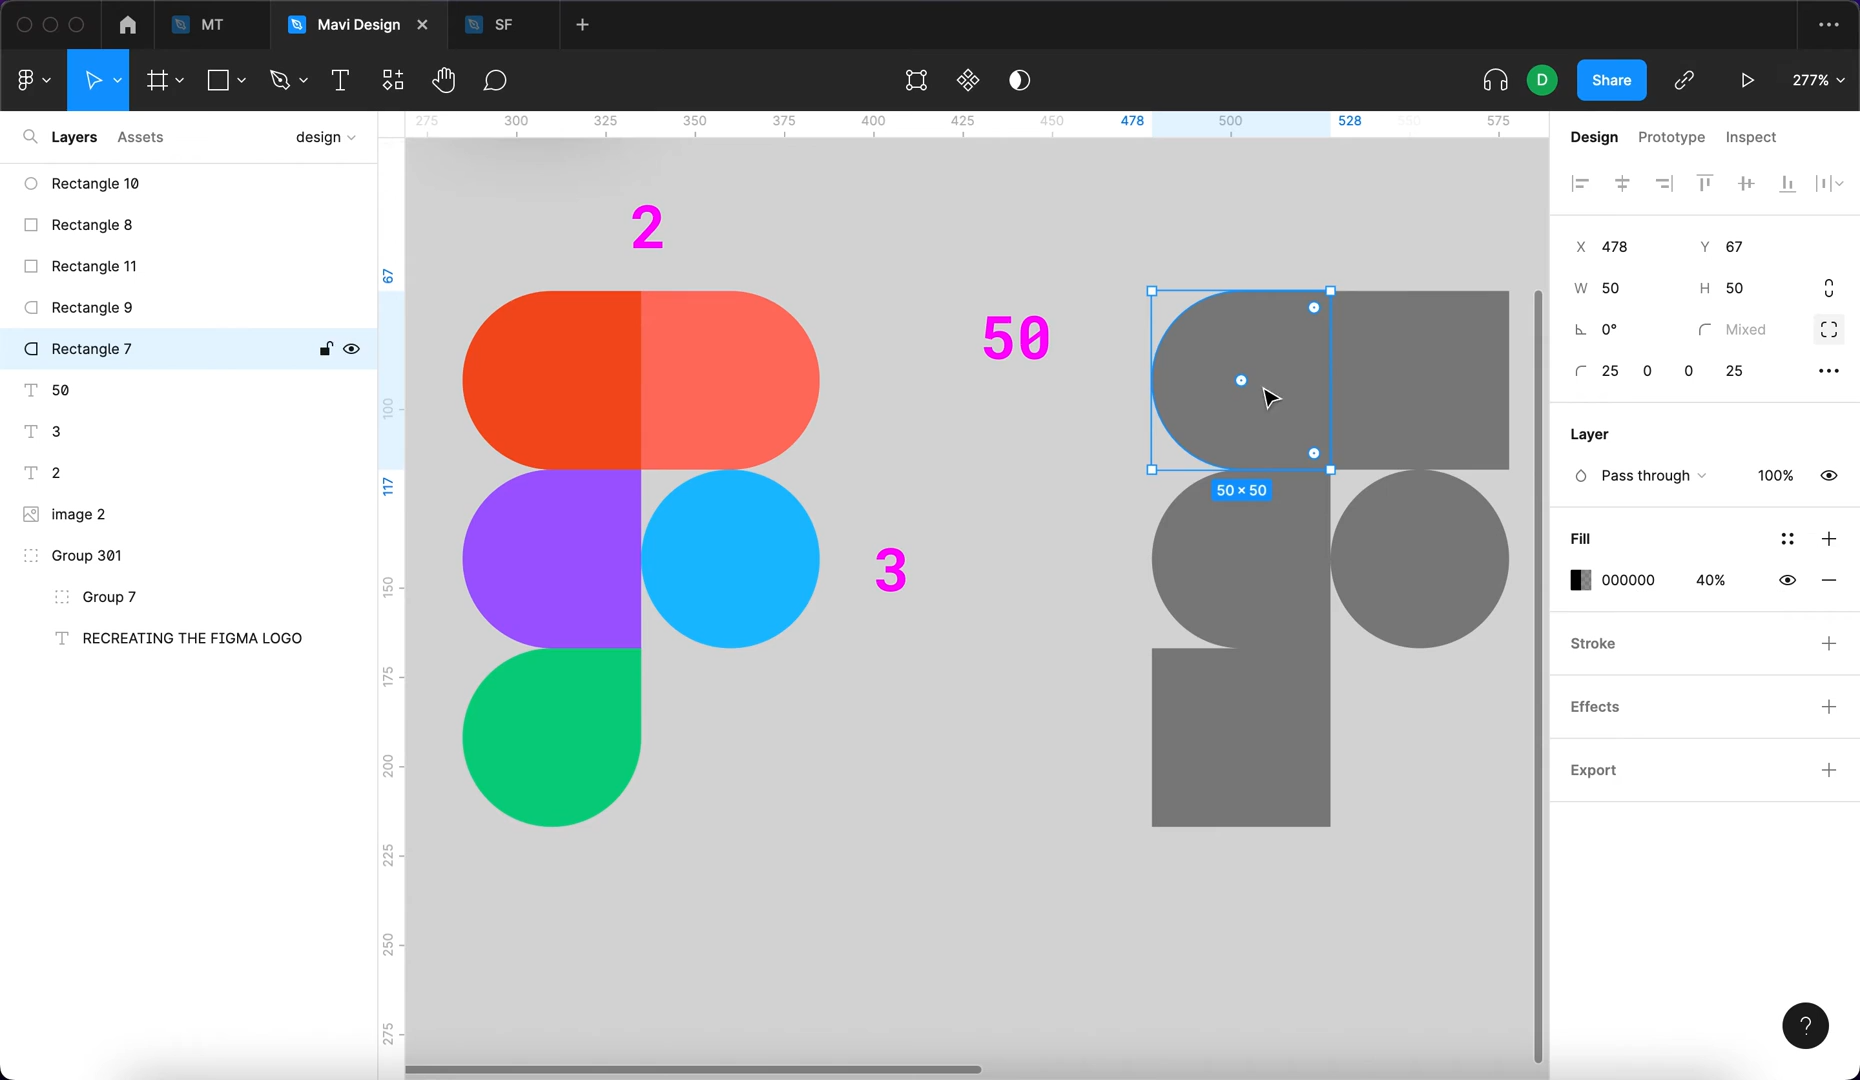 MT
Mavi Design
SF
Share
277%
D
Layers
Assets
design
Rectangle 10
Rectangle 8
Rectangle 11
Rectangle 9
Rectangle 7
50
3
2
image 2
Group 301
Group 7
RECREATING THE FIGMA LOGO
275
300
325
350
375
400
425
450
478
500
528
550
575
67
100
117
150
175
200
225
250
275
2
50
3
50 × 50
Design
Prototype
Inspect
X 478
Y 67
W 50
H 50
0°
Mixed
25 0 0 25
Layer
Pass through
100%
Fill
000000
40%
Stroke
Effects
Export
?